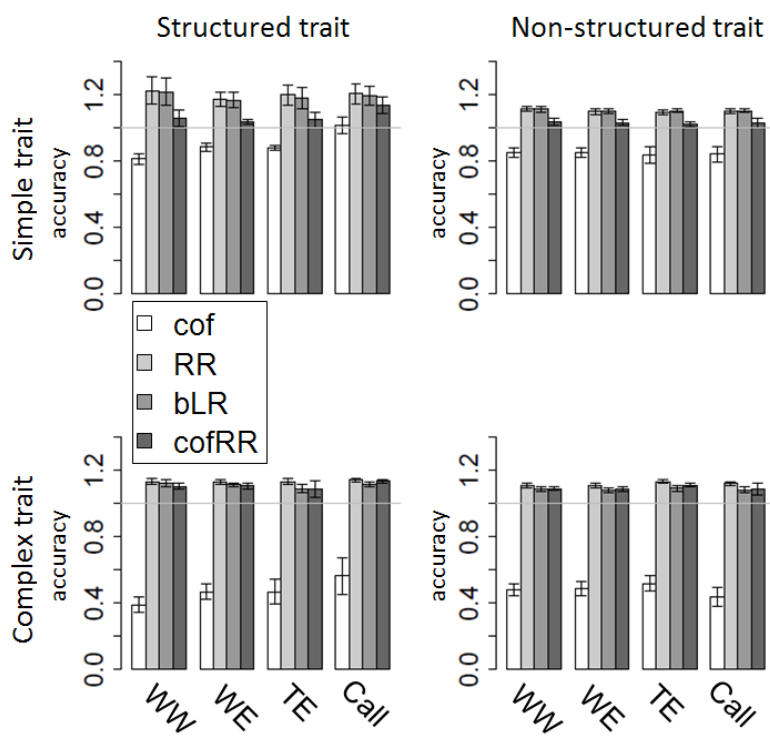 Structured trait
Non-structured trait
Simple trait
accuracy
0.0 0.4 0.8 1.2
accuracy
0.0 0.4 0.8 1.2
cof
RR
bLR
cofRR
Complex trait
accuracy
0.0 0.4 0.8 1.2
accuracy
0.0 0.4 0.8 1.2
WW WE TE Call
WW WE TE Call